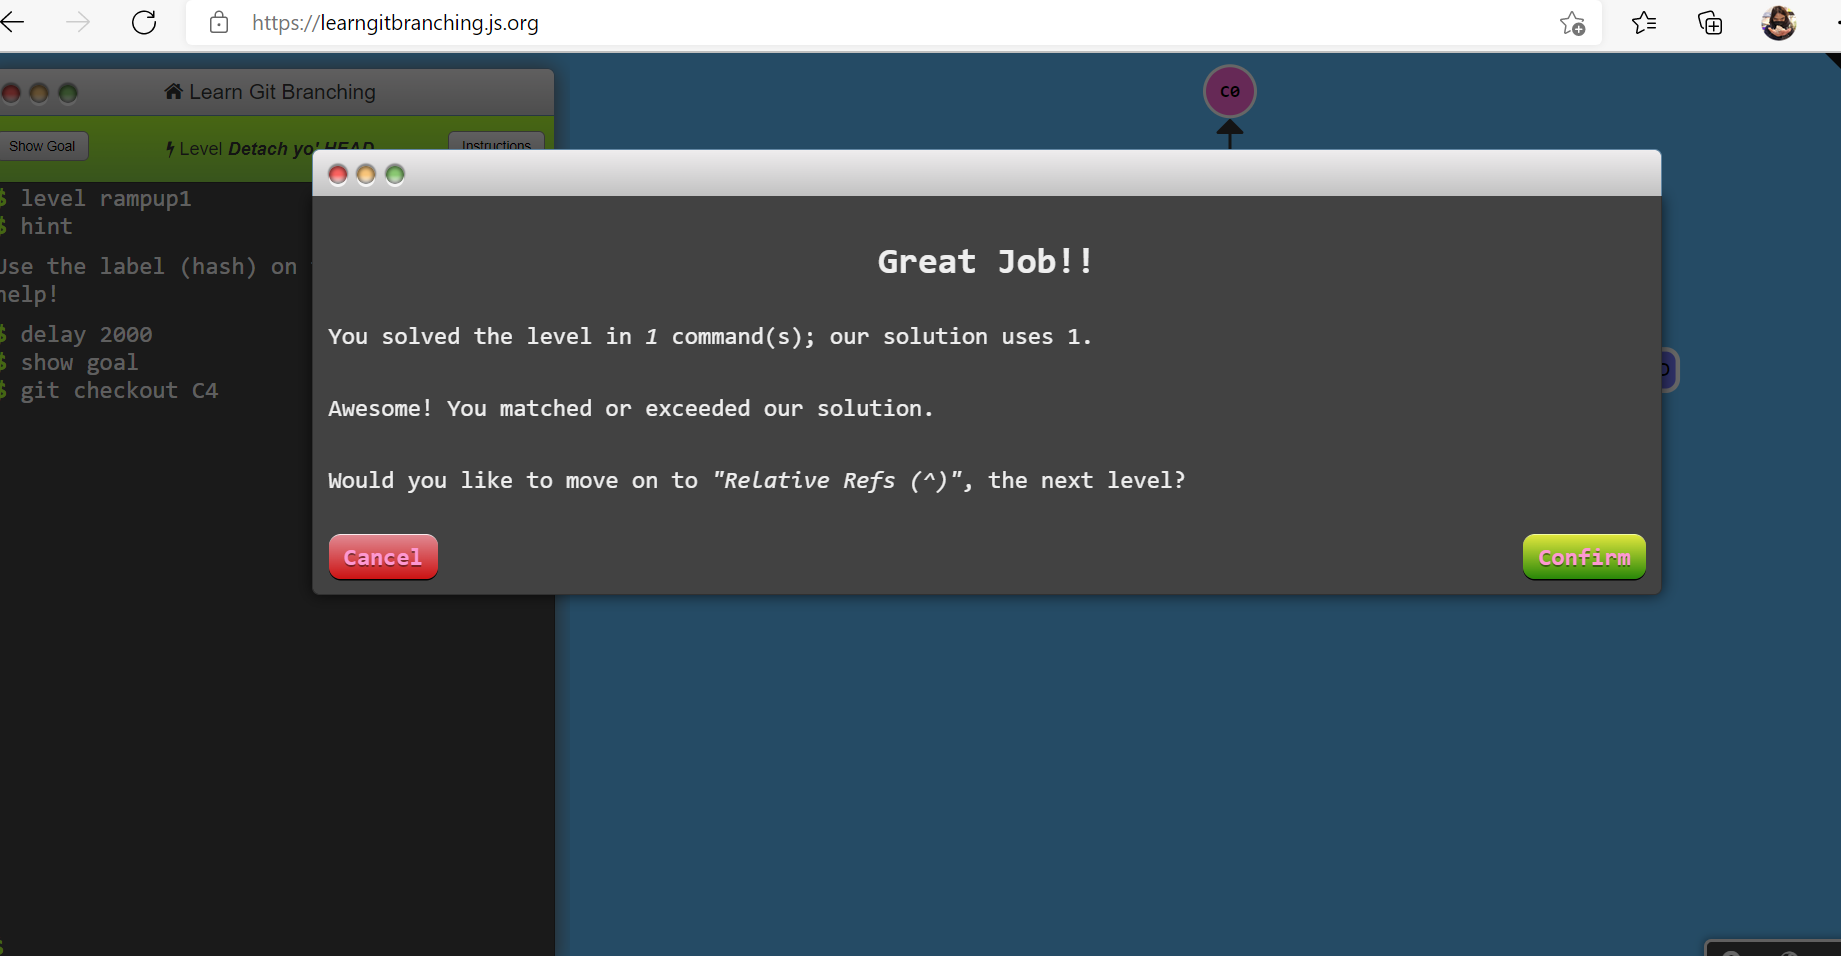 https://learngitbranching.js.org
Learn Git Branching
C0
Show Goal
Level Detach yo' HEAD
Instructions
$ level rampup1
$ hint
Use the label (hash) on
help!
$ delay 2000
$ show goal
$ git checkout C4
$
Great Job!!
You solved the level in 1 command(s); our solution uses 1.
Awesome! You matched or exceeded our solution.
Would you like to move on to "Relative Refs (^)", the next level?
Cancel
Confirm